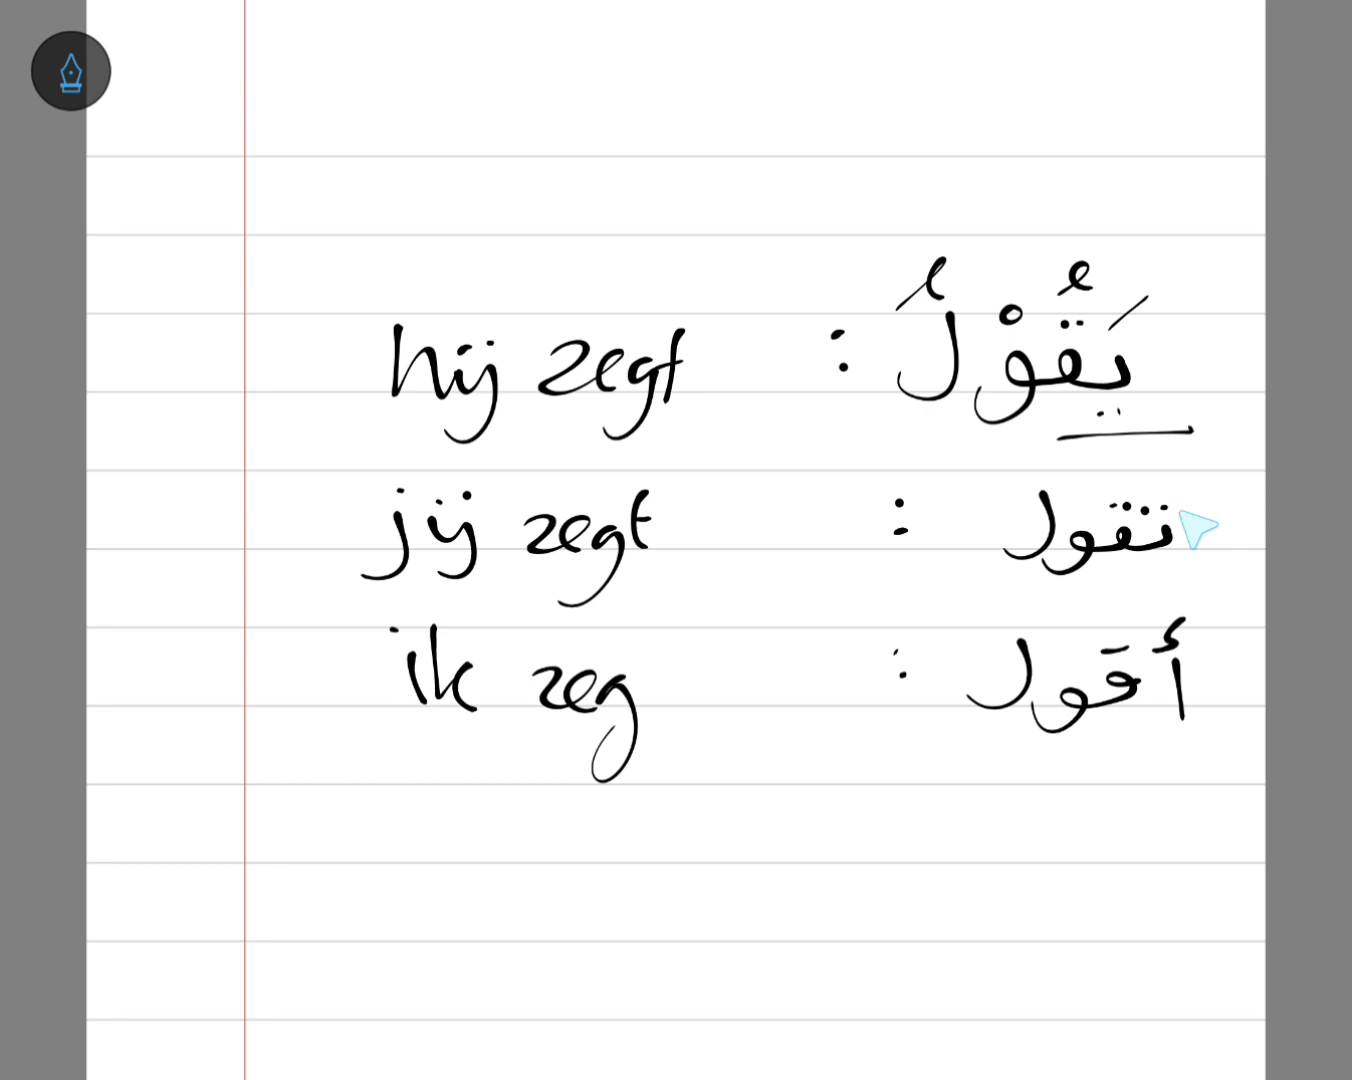 يَقُوْلُ : hij zegt
تقول : jij zegt
أقول : ik zeg